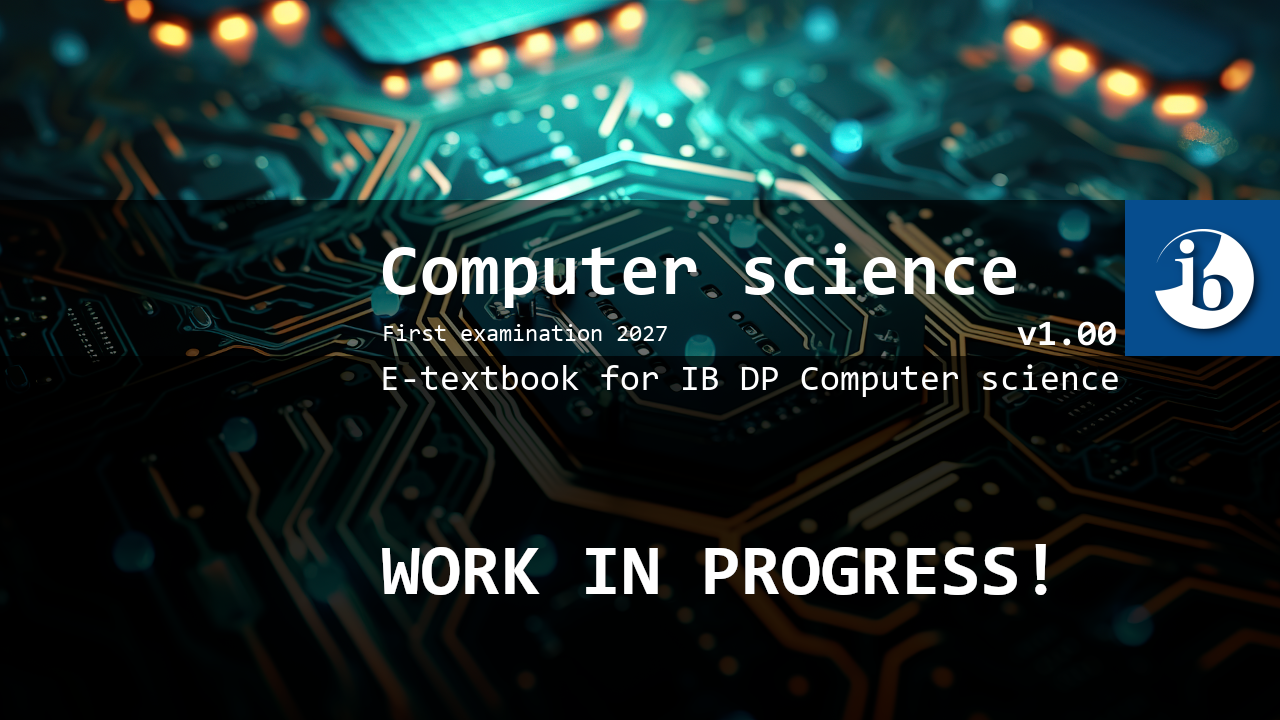 Computer science
First examination 2027
v1.00
ib
E-textbook for IB DP Computer science
WORK IN PROGRESS!